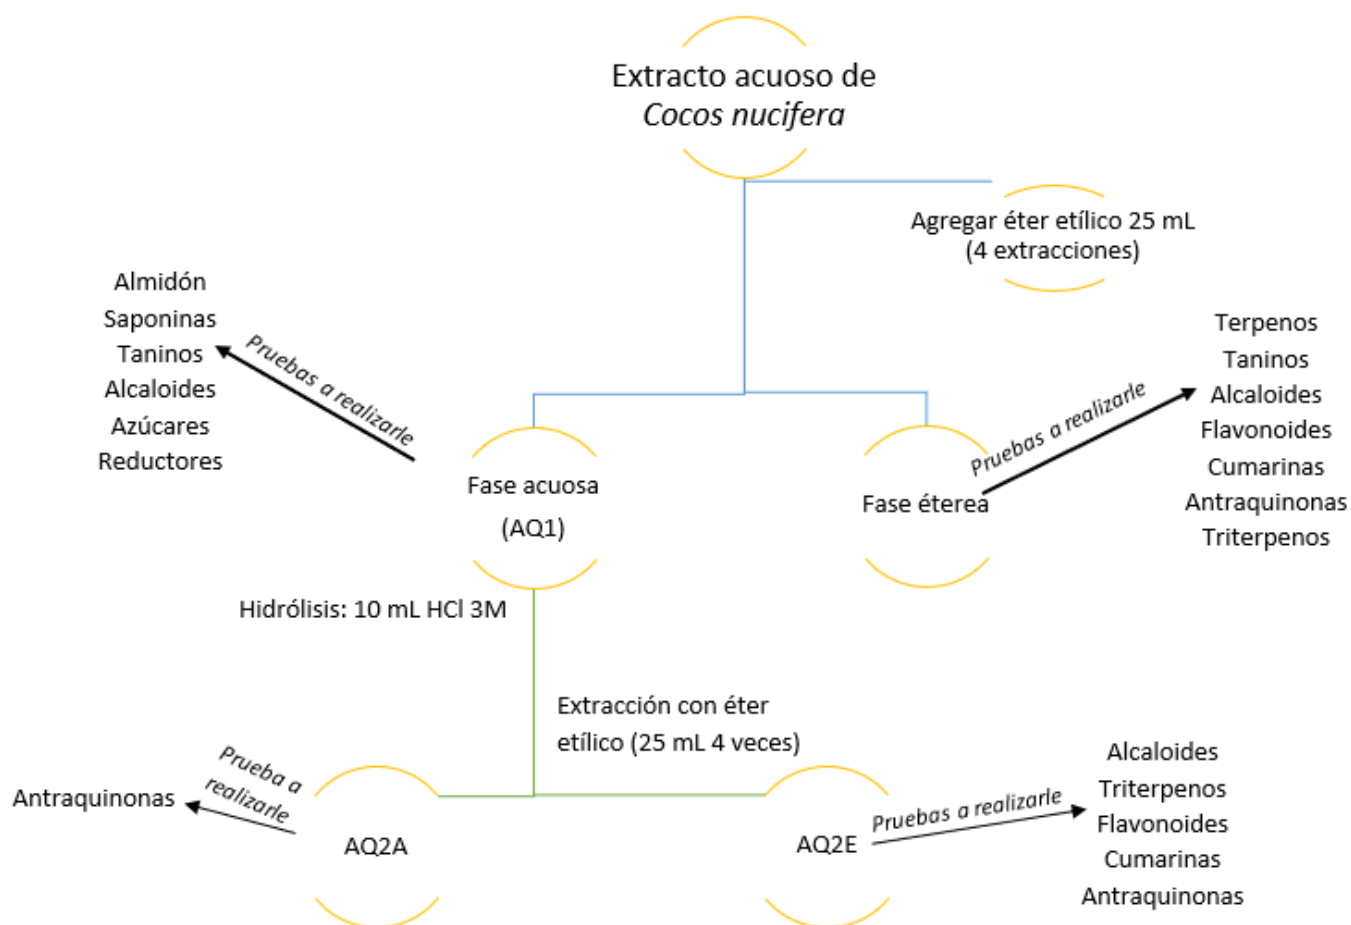 Extracto acuoso de
Cocos nucifera
Agregar éter etílico 25 mL
(4 extracciones)
Almidón
Saponinas
Taninos
Alcaloides
Azúcares
Reductores
Pruebas a realizarle
Fase acuosa
(AQ1)
Fase éterea
Pruebas a realizarle
Terpenos
Taninos
Alcaloides
Flavonoides
Cumarinas
Antraquinonas
Triterpenos
Hidrólisis: 10 mL HCl 3M
Extracción con éter
etílico (25 mL 4 veces)
Antraquinonas
Prueba a
realizarle
AQ2A
AQ2E
Pruebas a realizarle
Alcaloides
Triterpenos
Flavonoides
Cumarinas
Antraquinonas